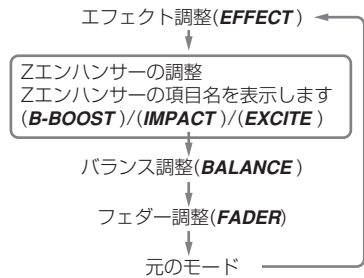 エフェクト調整(EFFECT )
Zエンハンサーの調整
Zエンハンサーの項目名を表示します
(B-BOOST )/(IMPACT )/(EXCITE )
バランス調整(BALANCE )
フェダー調整(FADER)
元のモード